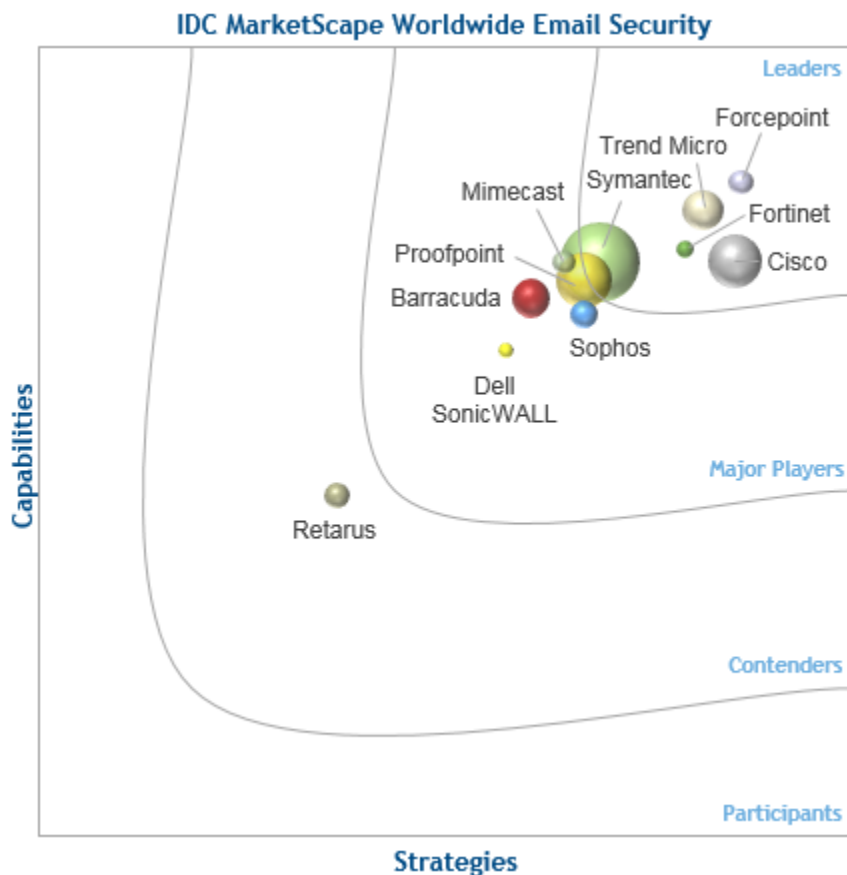 IDC MarketScape Worldwide Email Security
Leaders
Forcepoint
Trend Micro
Symantec
Mimecast
Fortinet
Proofpoint
Cisco
Barracuda
Sophos
Dell
SonicWALL
Capabilities
Major Players
Retarus
Contenders
Participants
Strategies